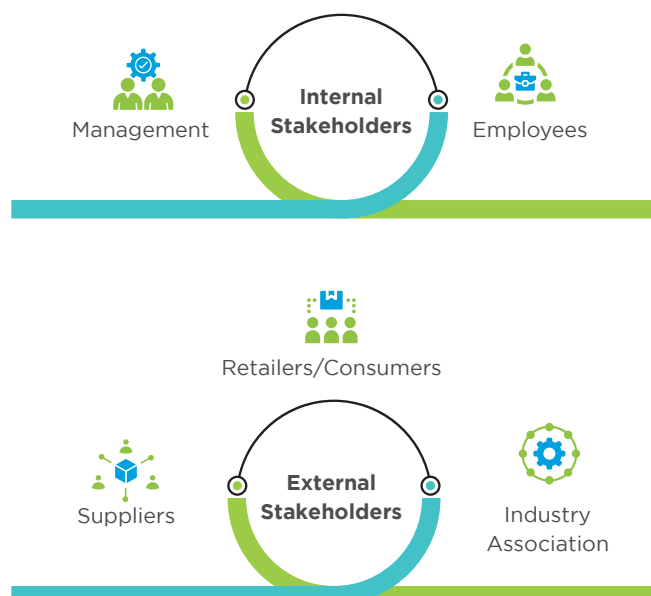 Internal
Stakeholders
Management
Employees
Retailers/Consumers
External
Stakeholders
Suppliers
Industry
Association